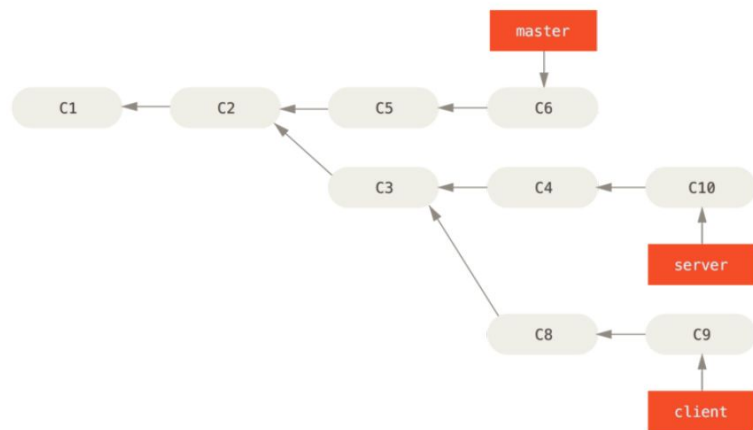 master
C1 C2 C5 C6
C3 C4 C10
server
C8 C9
client